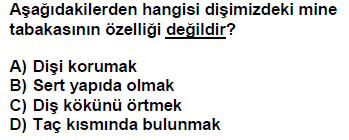 Aşağıdakilerden hangisi dişimizdeki mine
tabakasının özelliği değildir?
A) Dişi korumak
B) Sert yapıda olmak
C) Diş kökünü örtmek
D) Taç kısmında bulunmak